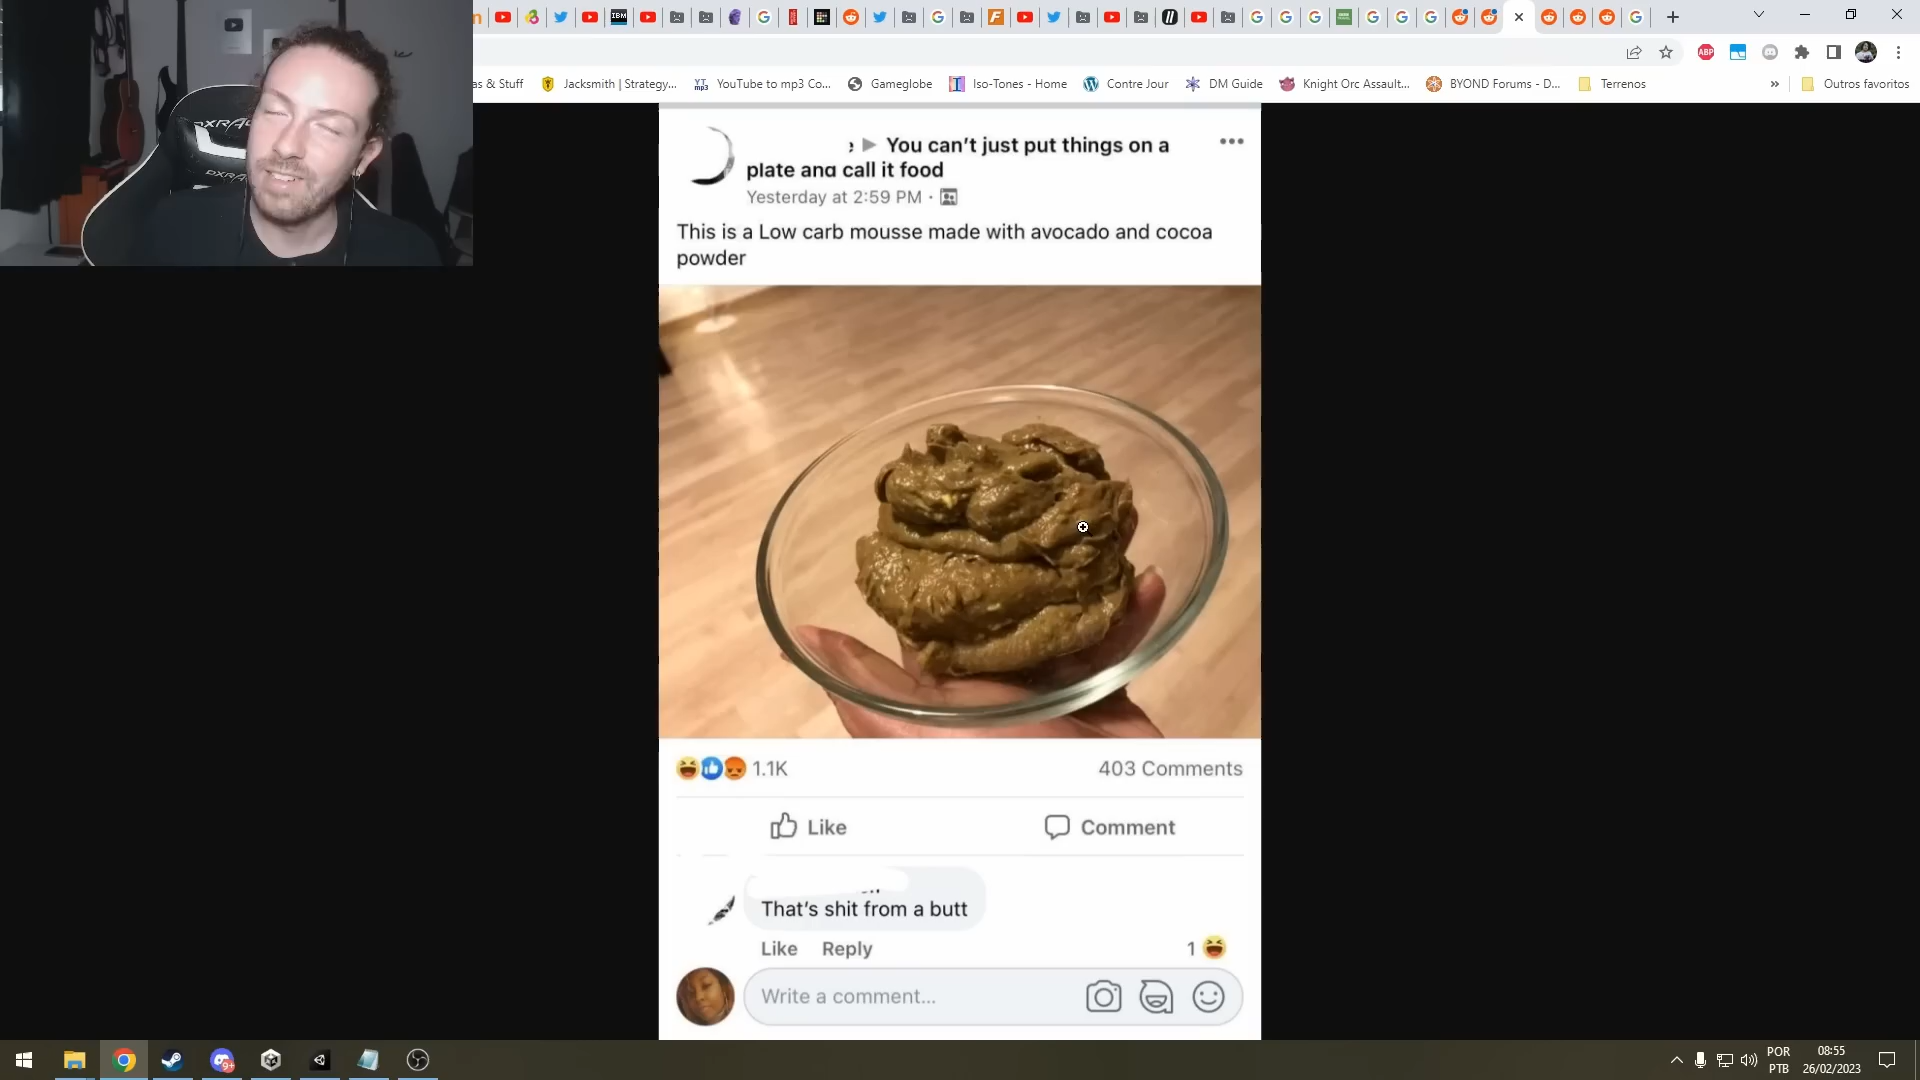 as & Stuff
Jacksmith | Strategy...
YouTube to mp3 Co...
Gameglobe
Iso-Tones - Home
Contre Jour
DM Guide
Knight Orc Assault...
BYOND Forums - D...
Terrenos
»
Outros favoritos
You can't just put things on a
plate and call it food
Yesterday at 2:59 PM ·
This is a Low carb mousse made with avocado and cocoa
powder
1.1K
403 Comments
Like
Comment
That's shit from a butt
Like
Reply
1
Write a comment...
POR
PTB
08:55
26/02/2023